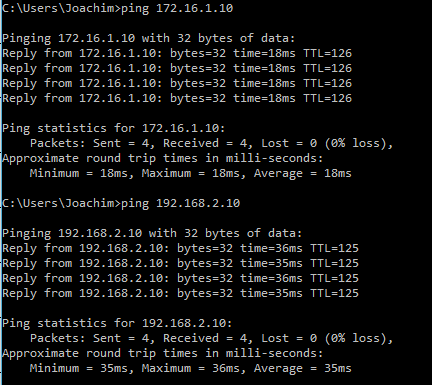 C:\Users\Joachim>ping 172.16.1.10
Pinging 172.16.1.10 with 32 bytes of data:
Reply from 172.16.1.10: bytes=32 time=18ms TTL=126
Reply from 172.16.1.10: bytes=32 time=18ms TTL=126
Reply from 172.16.1.10: bytes=32 time=18ms TTL=126
Reply from 172.16.1.10: bytes=32 time=18ms TTL=126
Ping statistics for 172.16.1.10:
Packets: Sent = 4, Received = 4, Lost = 0 (0% loss),
Approximate round trip times in milli-seconds:
Minimum = 18ms, Maximum = 18ms, Average = 18ms
C:\Users\Joachim>ping 192.168.2.10
Pinging 192.168.2.10 with 32 bytes of data:
Reply from 192.168.2.10: bytes=32 time=36ms TTL=125
Reply from 192.168.2.10: bytes=32 time=35ms TTL=125
Reply from 192.168.2.10: bytes=32 time=36ms TTL=125
Reply from 192.168.2.10: bytes=32 time=35ms TTL=125
Ping statistics for 192.168.2.10:
Packets: Sent = 4, Received = 4, Lost = 0 (0% loss),
Approximate round trip times in milli-seconds:
Minimum = 35ms, Maximum = 36ms, Average = 35ms